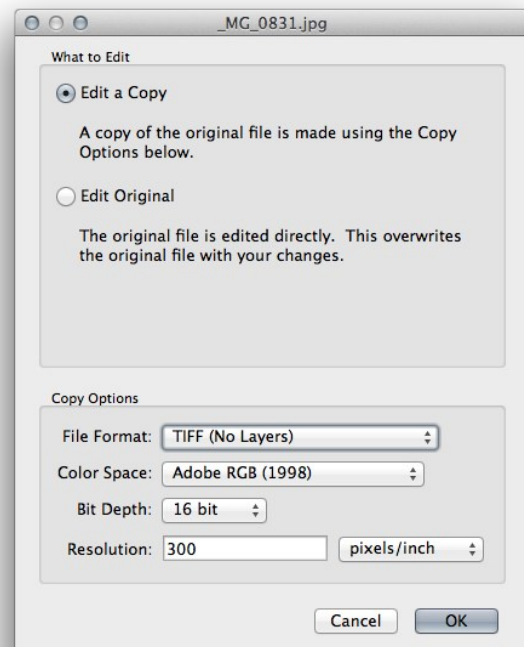 _MG_0831.jpg
What to Edit
Edit a Copy
A copy of the original file is made using the Copy
Options below.
Edit Original
The original file is edited directly.  This overwrites
the original file with your changes.
Copy Options
File Format: TIFF (No Layers)
Color Space: Adobe RGB (1998)
Bit Depth: 16 bit
Resolution: 300 pixels/inch
Cancel OK